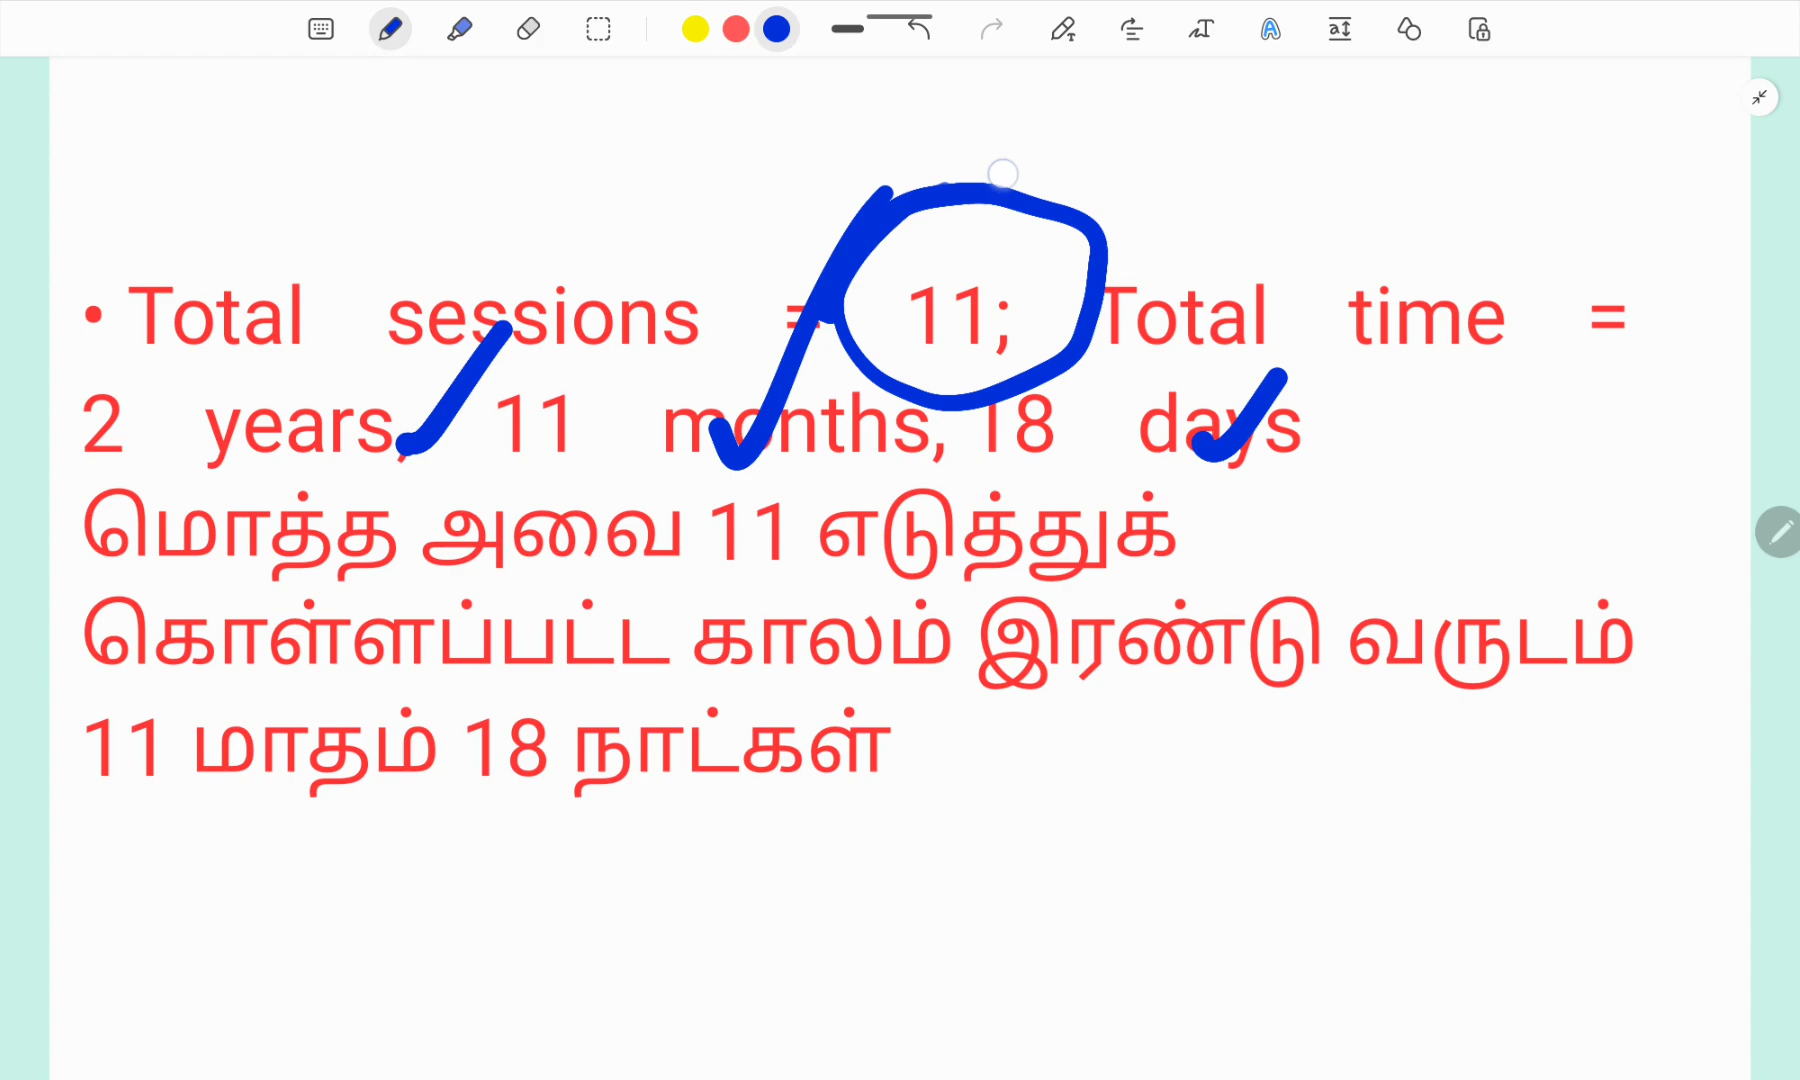 • Total sessions = 11; Total time =
2 years, 11 months, 18 days
மொத்த அவை 11 எடுத்துக்
கொள்ளப்பட்ட காலம் இரண்டு வருடம்
11 மாதம் 18 நாட்கள்